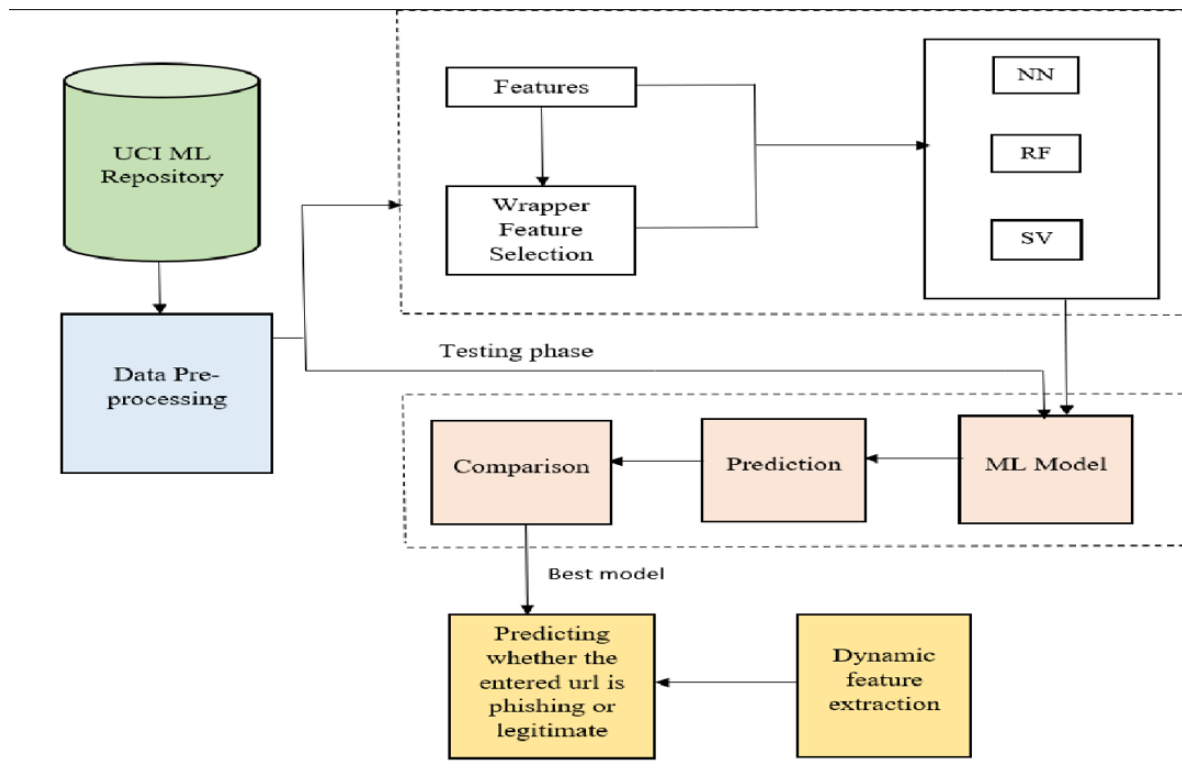 UCI ML
Repository
Data Pre-
processing
Features
Wrapper
Feature
Selection
NN
RF
SV
Testing phase
Comparison
Prediction
ML Model
Best model
Predicting
whether the
entered url is
phishing or
legitimate
Dynamic
feature
extraction